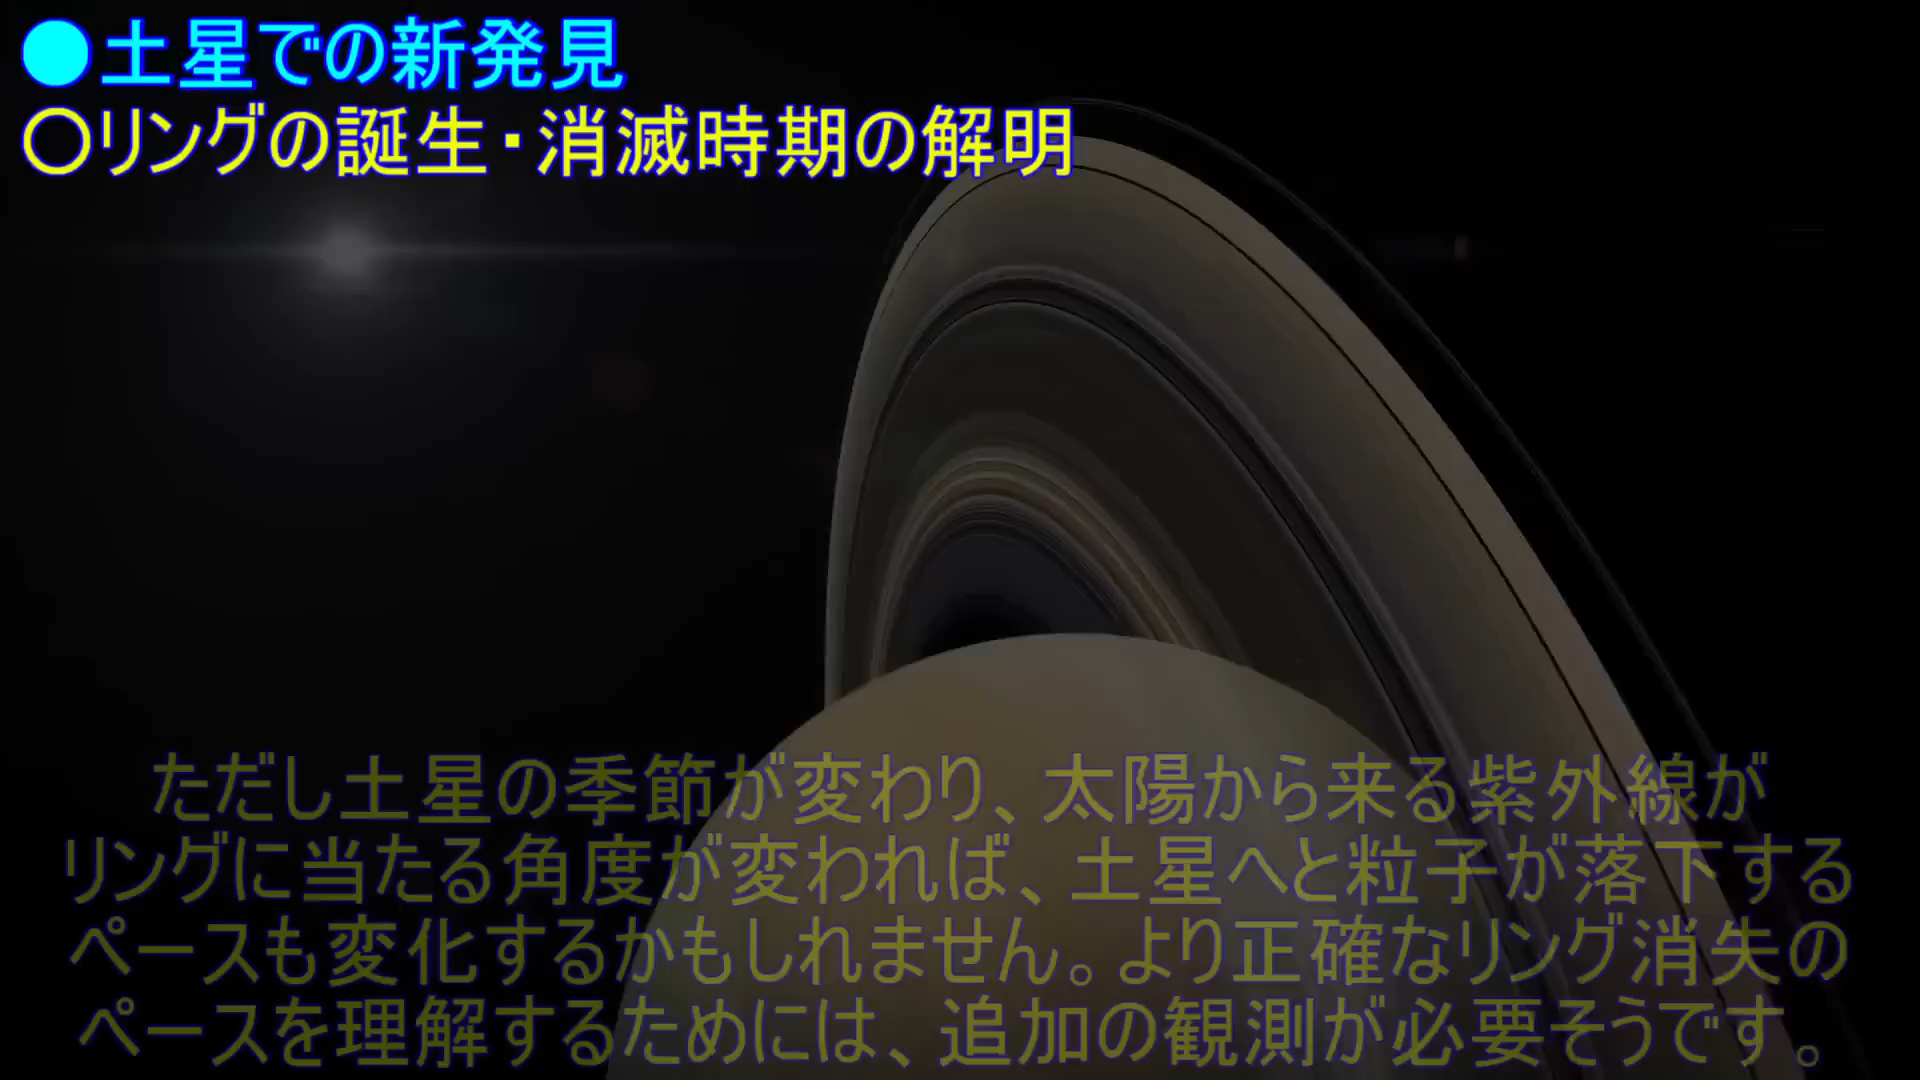 ●土星での新発見
○リングの誕生・消滅時期の解明
ただし土星の季節が変わり、太陽から来る紫外線が
リングに当たる角度が変われば、土星へと粒子が落下する
ペースも変化するかもしれません。より正確なリング消失の
ペースを理解するためには、追加の観測が必要そうです。